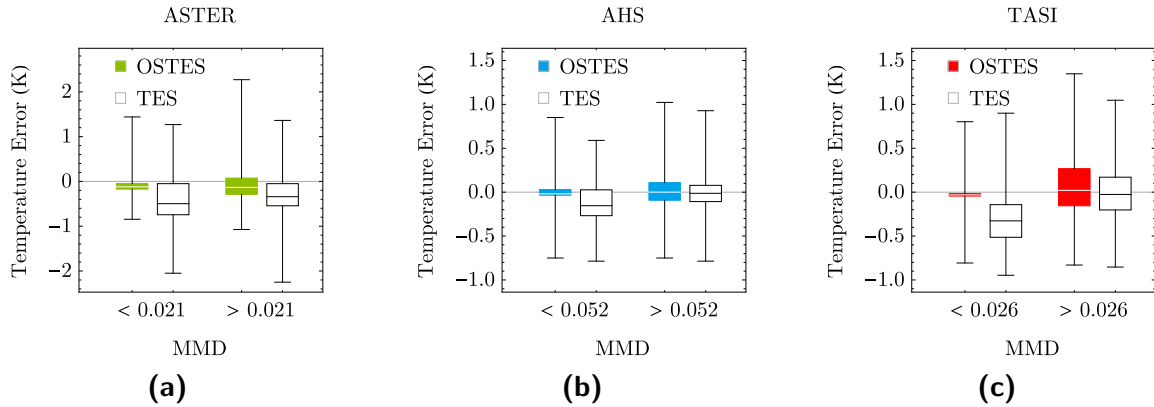 ASTER
Temperature Error (K)
OSTES
TES
2
1
0
−1
−2
< 0.021
> 0.021
MMD
(a)
AHS
Temperature Error (K)
OSTES
TES
1.5
1.0
0.5
0.0
−0.5
−1.0
< 0.052
> 0.052
MMD
(b)
TASI
Temperature Error (K)
OSTES
TES
1.5
1.0
0.5
0.0
−0.5
−1.0
< 0.026
> 0.026
MMD
(c)